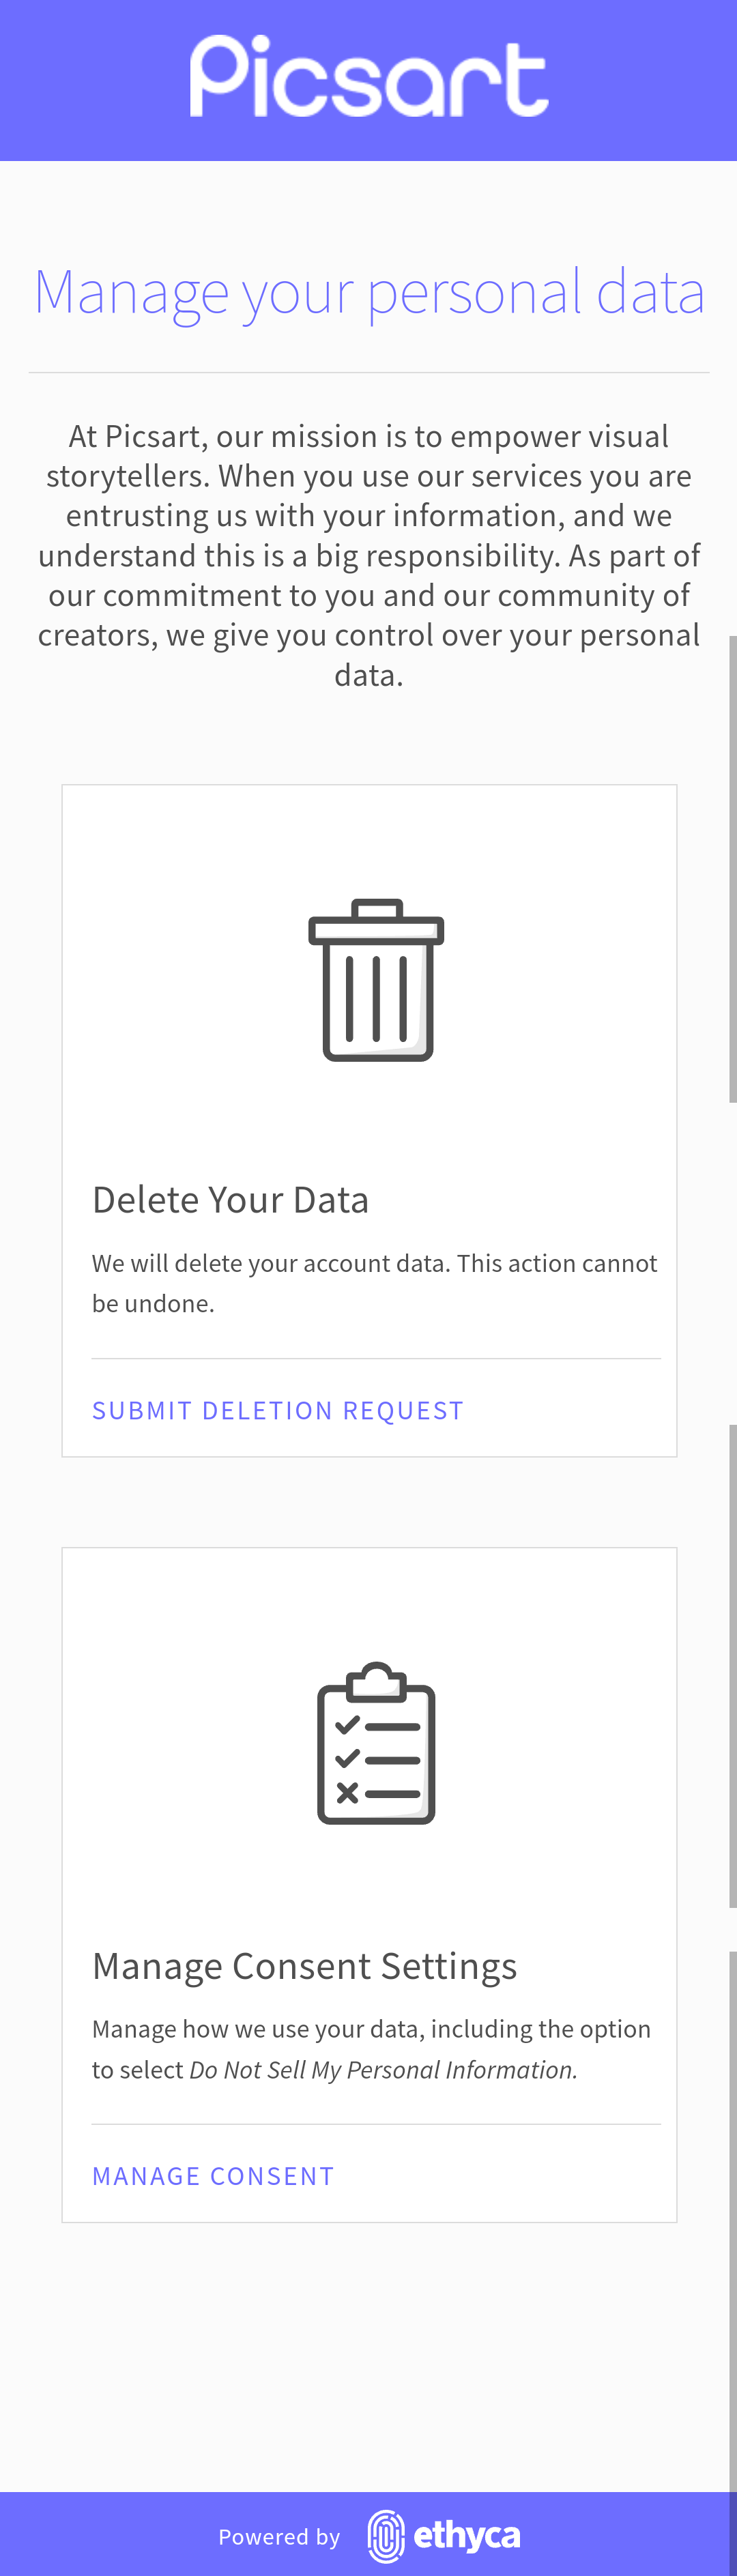 Picsart
Manage your personal data
At Picsart, our mission is to empower visual
storytellers. When you use our services you are
entrusting us with your information, and we
understand this is a big responsibility. As part of
our commitment to you and our community of
creators, we give you control over your personal
data.
Delete Your Data
We will delete your account data. This action cannot
be undone.
SUBMIT DELETION REQUEST
Manage Consent Settings
Manage how we use your data, including the option
to select Do Not Sell My Personal Information.
MANAGE CONSENT
Powered by ethyca